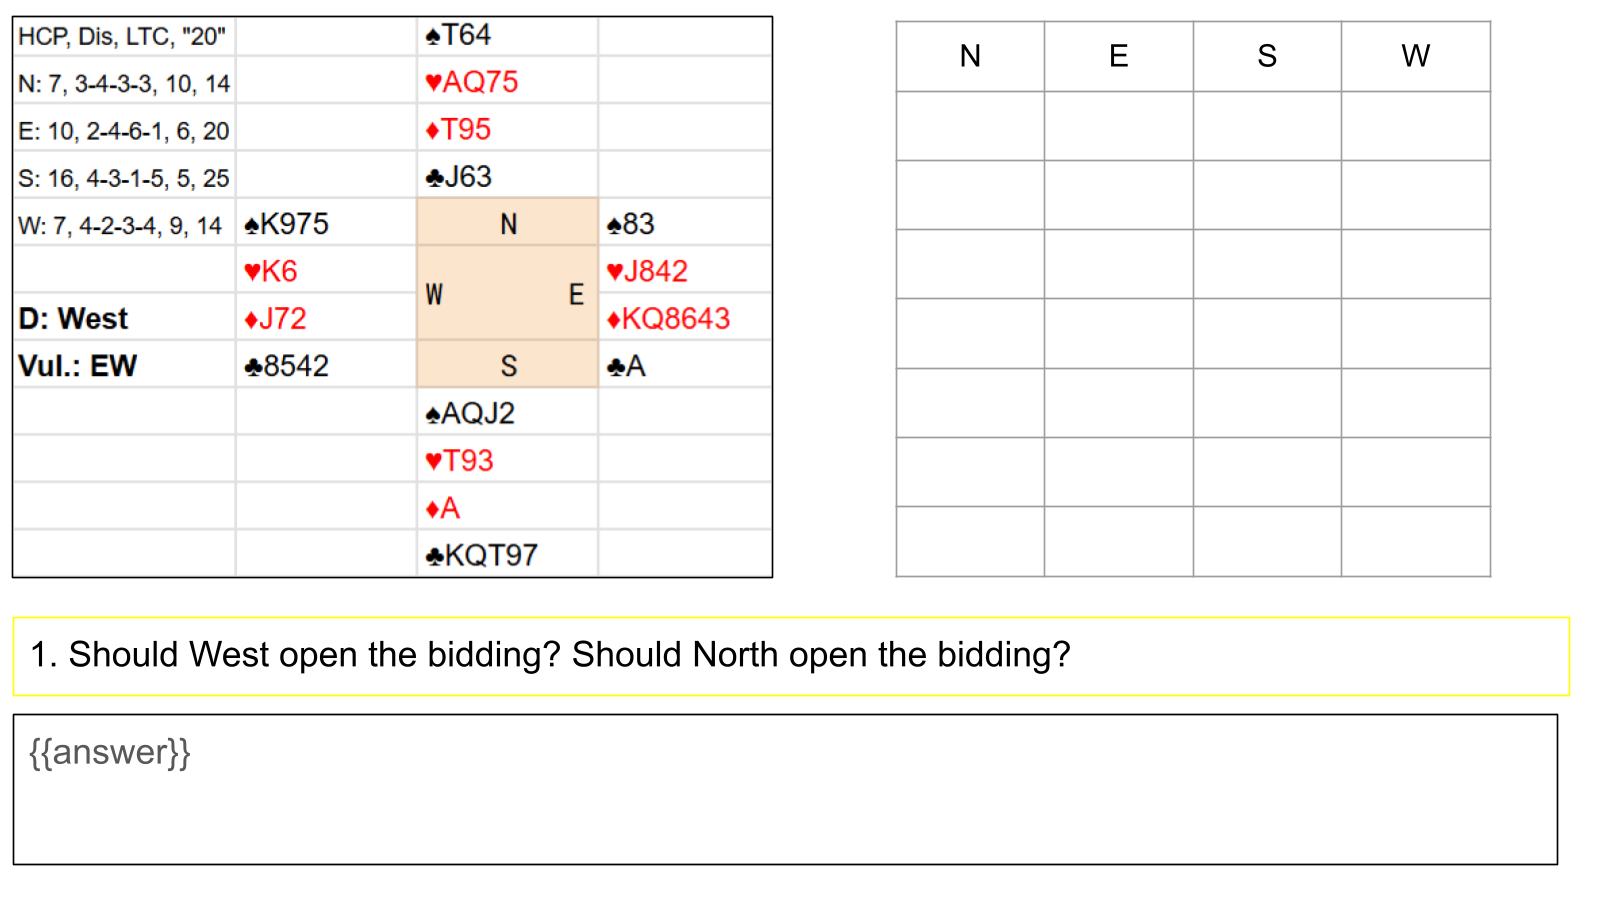 HCP, Dis, LTC, "20" ♠T64
N: 7, 3-4-3-3, 10, 14 ♥AQ75
E: 10, 2-4-6-1, 6, 20 ♦T95
S: 16, 4-3-1-5, 5, 25 ♣J63
W: 7, 4-2-3-4, 9, 14 ♠K975 N ♠83
♥K6 W E ♥J842
D: West ♦J72 ♦KQ8643
Vul.: EW ♣8542 S ♣A
♠AQJ2
♥T93
♦A
♣KQT97
N E S W
1. Should West open the bidding? Should North open the bidding?
{{answer}}